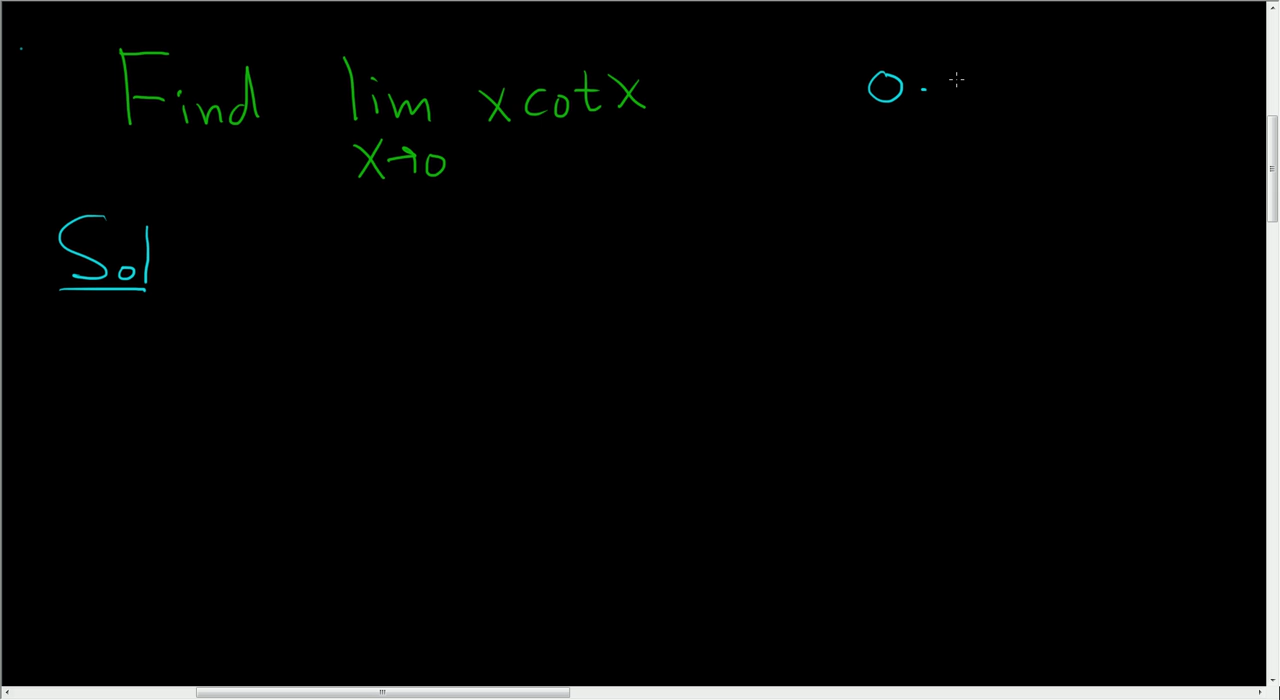 Find lim x cot x 0 .
x→0
Sol